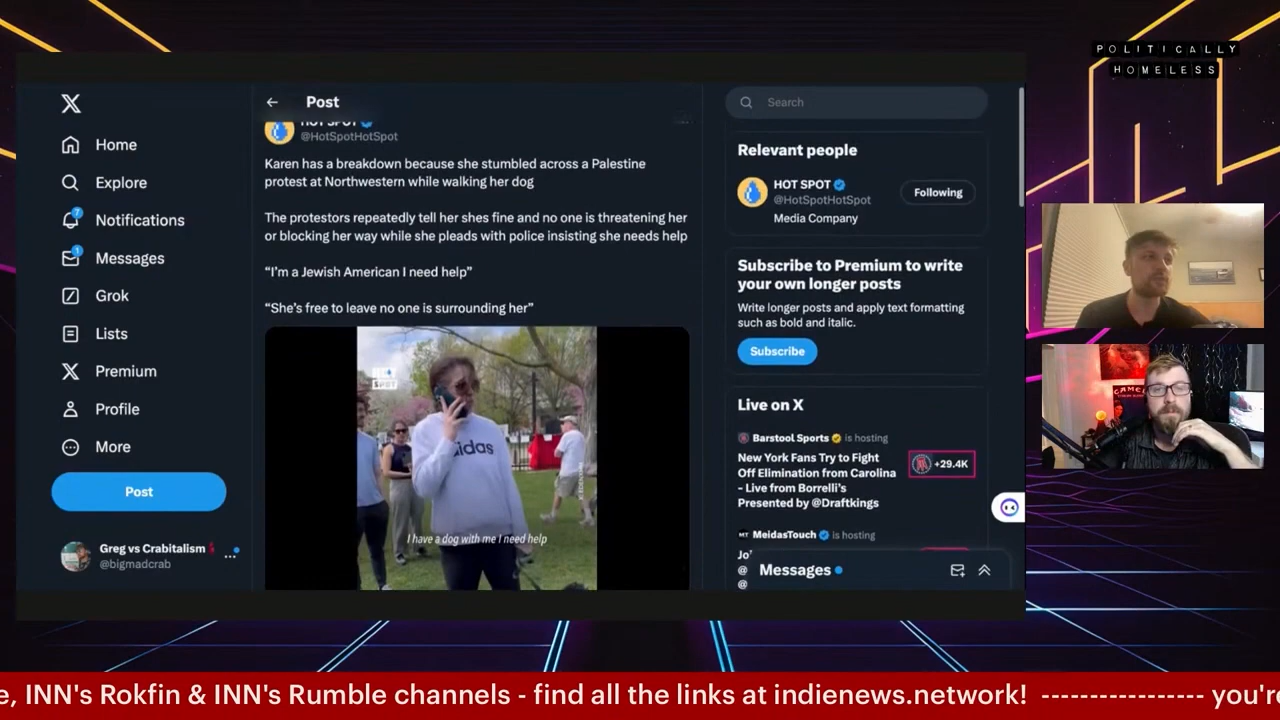 POLITICALLY
HOMELESS
Home
Explore
7
Notifications
1
Messages
Grok
Lists
Premium
Profile
More
Post
Greg vs Crabitalism
@bigmadcrab
Post
HOT SPOT
@HotSpotHotSpot
Karen has a breakdown because she stumbled across a Palestine
protest at Northwestern while walking her dog
The protestors repeatedly tell her shes fine and no one is threatening her
or blocking her way while she pleads with police insisting she needs help
“I’m a Jewish American I need help”
“She’s free to leave no one is surrounding her”
HOT
SPOT
adidas
I have a dog with me I need help
Search
Relevant people
HOT SPOT
@HotSpotHotSpot
Following
Media Company
Subscribe to Premium to write
your own longer posts
Write longer posts and apply text formatting
such as bold and italic.
Subscribe
Live on X
Barstool Sports is hosting
New York Fans Try to Fight
Off Elimination from Carolina
- Live from Borrelli’s
Presented by @Draftkings
+29.4K
MeidasTouch is hosting
Jo'
@
@
Messages
CAMEL
e, INN's Rokfin & INN's Rumble channels - find all the links at indienews.network! ----------------- you're